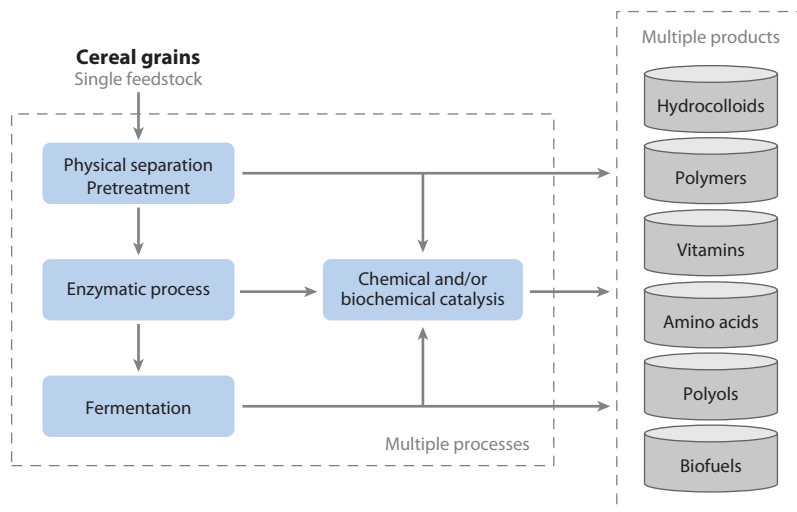 Cereal grains
Single feedstock
Physical separation
Pretreatment
Enzymatic process
Fermentation
Chemical and/or
biochemical catalysis
Multiple processes
Multiple products
Hydrocolloids
Polymers
Vitamins
Amino acids
Polyols
Biofuels